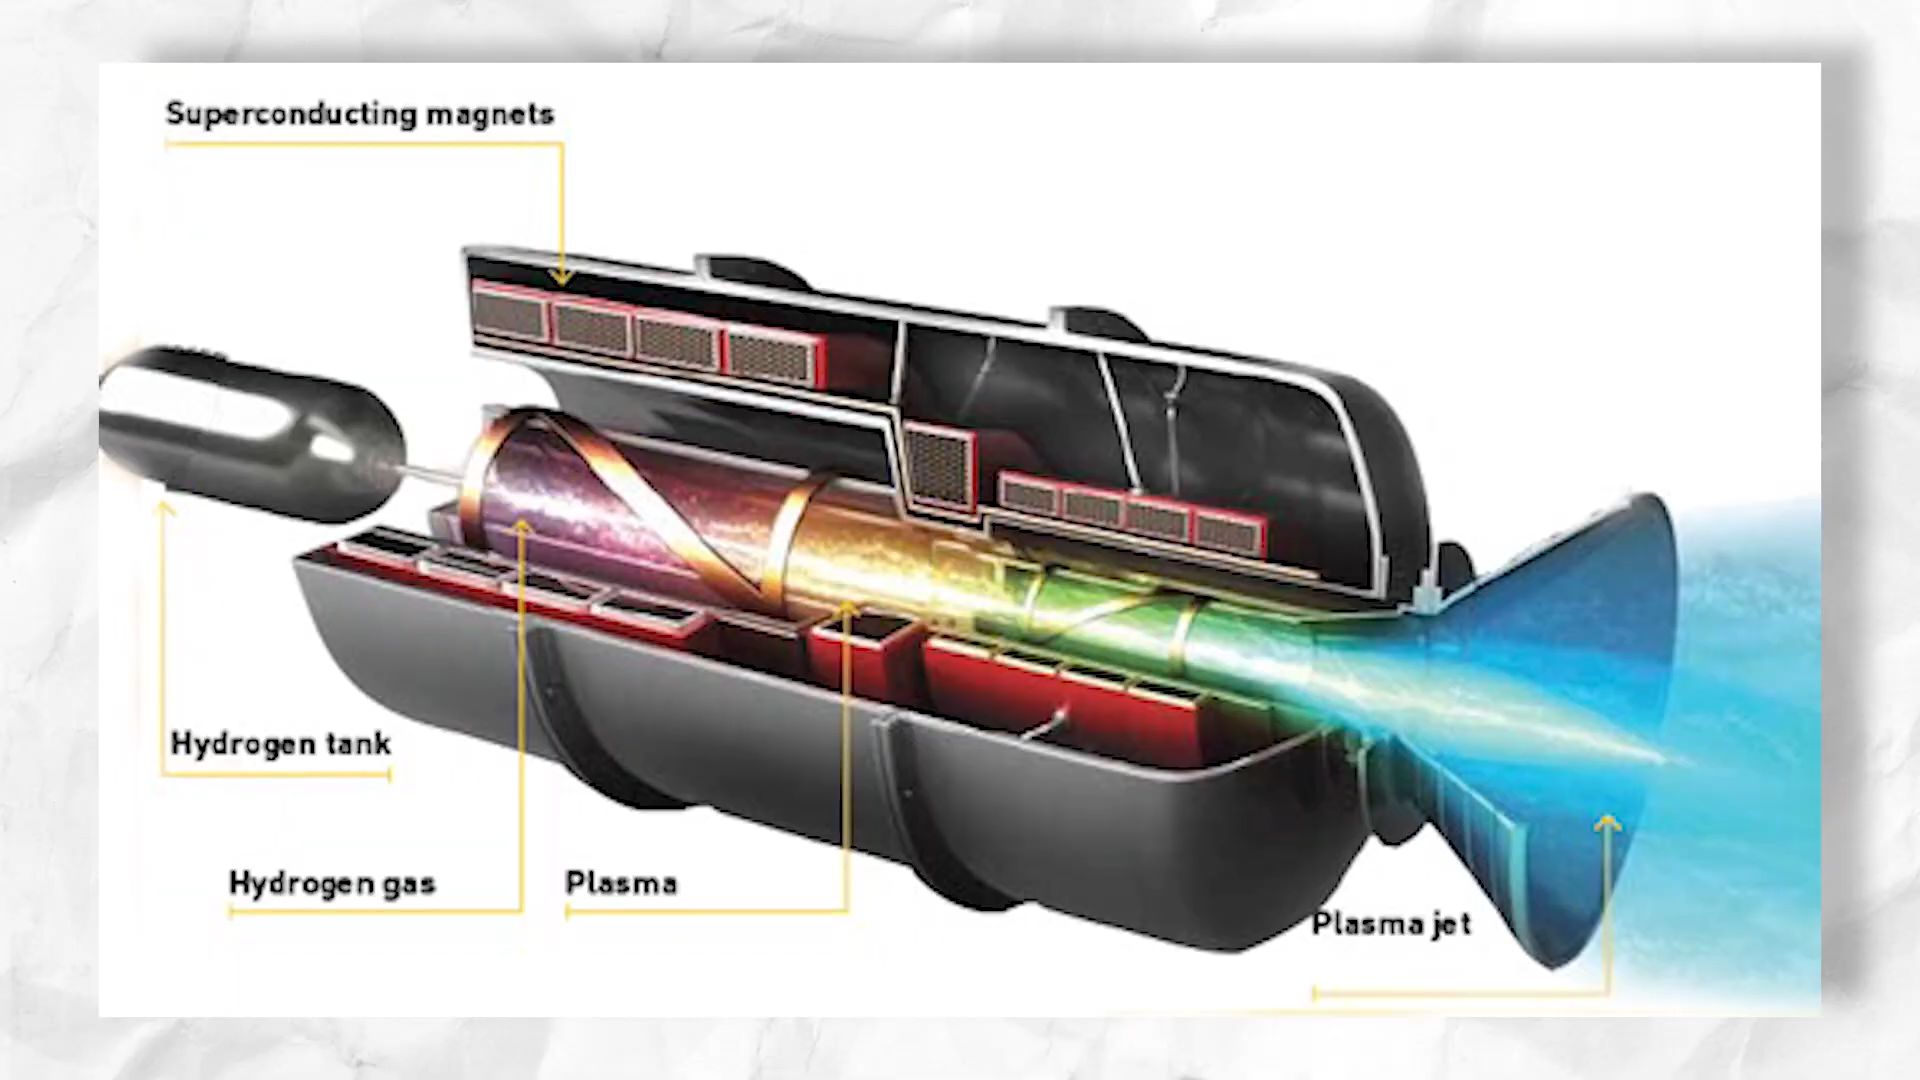 Superconducting magnets
Hydrogen tank
Hydrogen gas
Plasma
Plasma jet